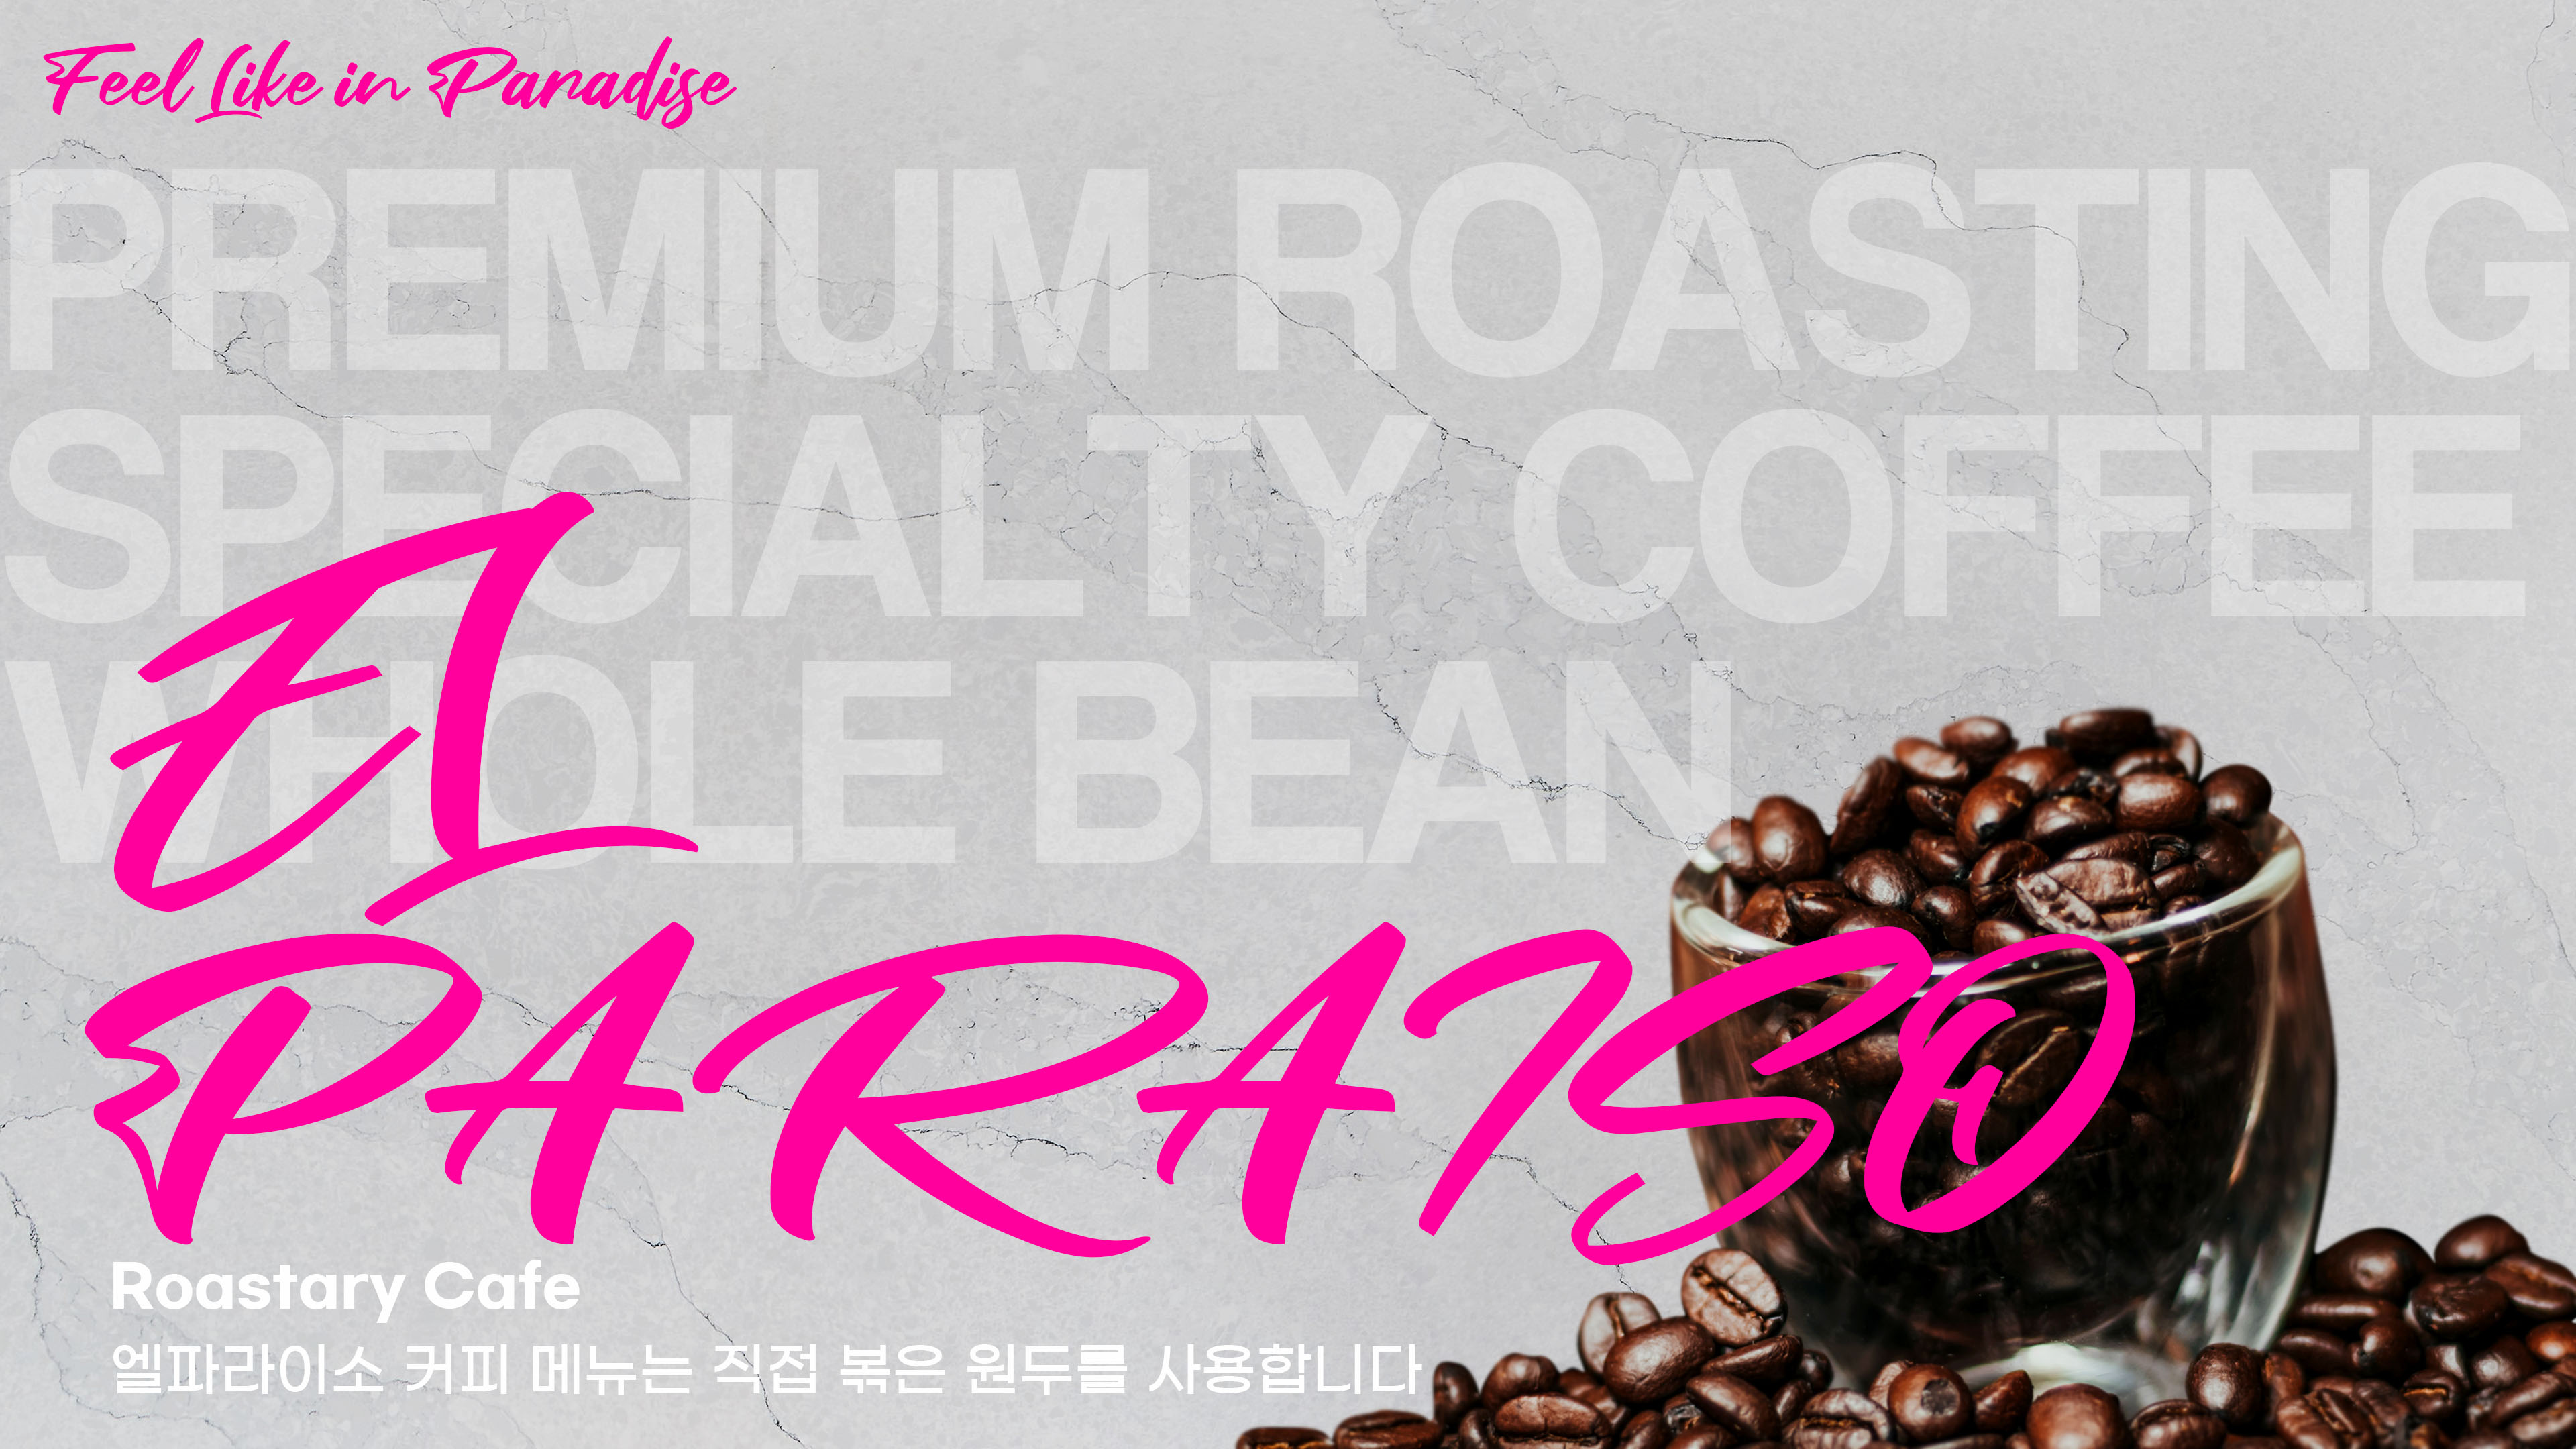 Feel Like in Paradise
PREMIUM ROASTING
SPECIALTY COFFEE
WHOLE BEAN
El
PARAISO
Roastary Cafe
엘파라이소 커피 메뉴는 직접 볶은 원두를 사용합니다